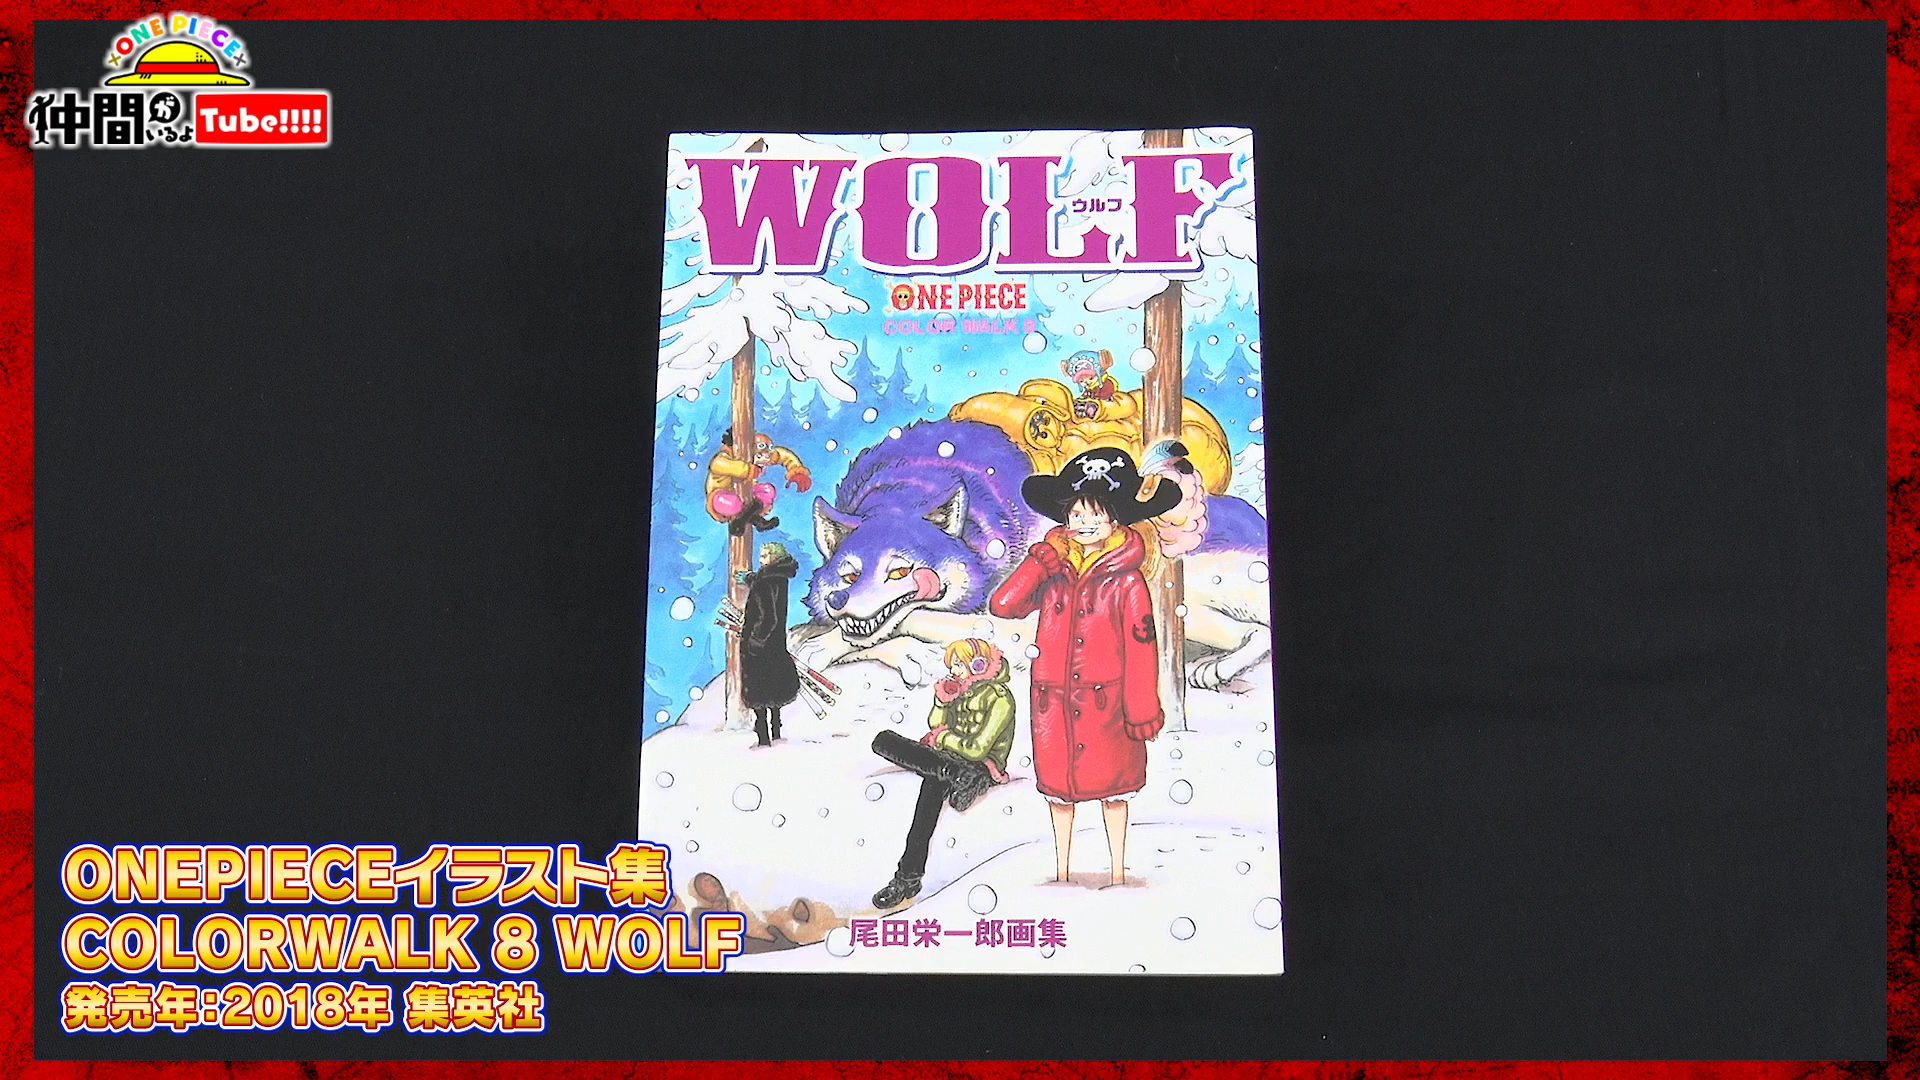 ONE PIECE
仲間がいるよ
Tube!!!!
WOLF
ウルフ
ONE PIECE
COLOR WALK 8
尾田栄一郎画集
ONEPIECEイラスト集
COLORWALK 8 WOLF
発売年:2018年 集英社